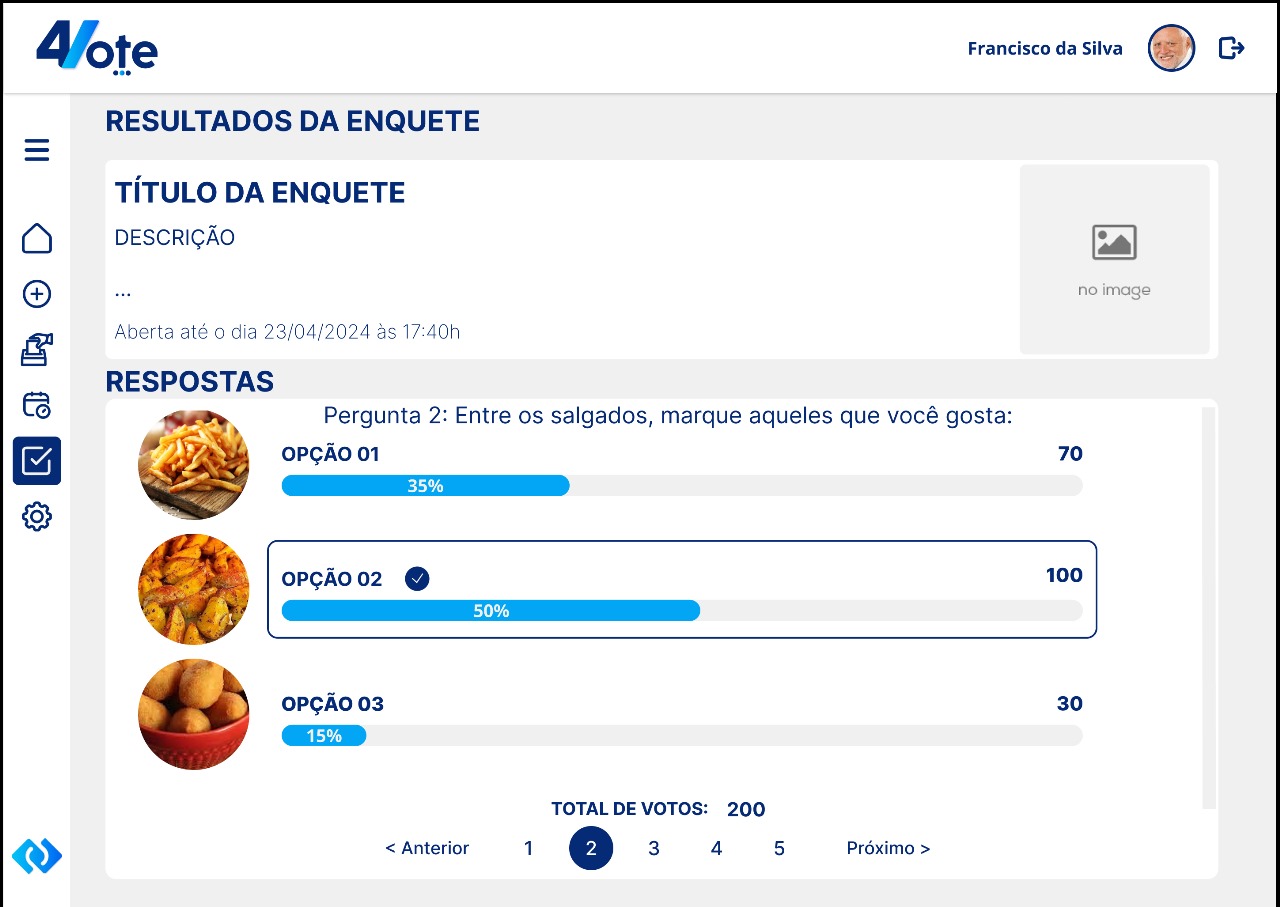 4Vote
Francisco da Silva
RESULTADOS DA ENQUETE
TÍTULO DA ENQUETE
DESCRIÇÃO
...
Aberta até o dia 23/04/2024 às 17:40h
no image
RESPOSTAS
Pergunta 2: Entre os salgados, marque aqueles que você gosta:
OPÇÃO 01 70
35%
OPÇÃO 02 100
50%
OPÇÃO 03 30
15%
TOTAL DE VOTOS: 200
< Anterior 1 2 3 4 5 Próximo >